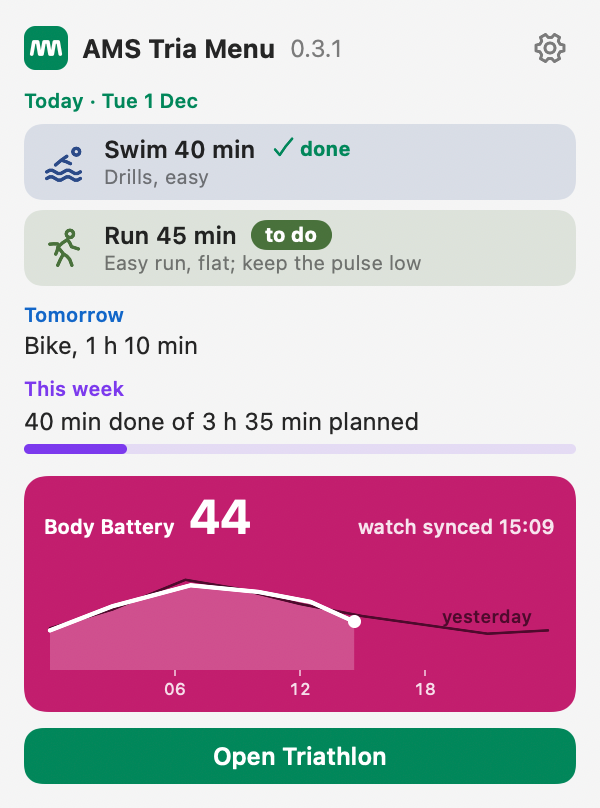 AMS Tria Menu 0.3.1
Today · Tue 1 Dec
Swim 40 min ✓ done
Drills, easy
Run 45 min to do
Easy run, flat; keep the pulse low
Tomorrow
Bike, 1 h 10 min
This week
40 min done of 3 h 35 min planned
Body Battery 44 watch synced 15:09
yesterday
06 12 18
Open Triathlon